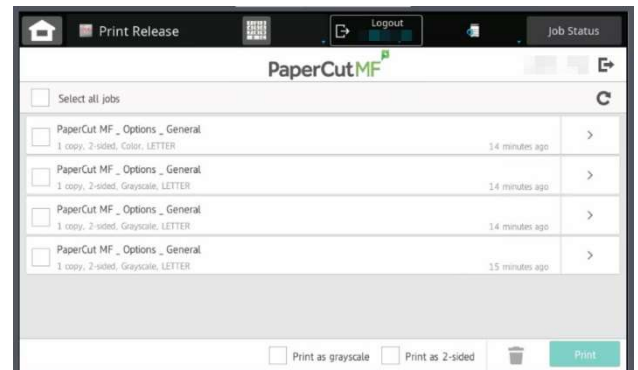 Print Release
Logout
Job Status
PaperCutMF
Select all jobs
PaperCut MF _ Options _ General
1 copy, 2-sided, Color, LETTER
14 minutes ago
PaperCut MF _ Options _ General
1 copy, 2-sided, Grayscale, LETTER
14 minutes ago
PaperCut MF _ Options _ General
1 copy, 2-sided, Grayscale, LETTER
14 minutes ago
PaperCut MF _ Options _ General
1 copy, 2-sided, Grayscale, LETTER
15 minutes ago
Print as grayscale
Print as 2-sided
Print